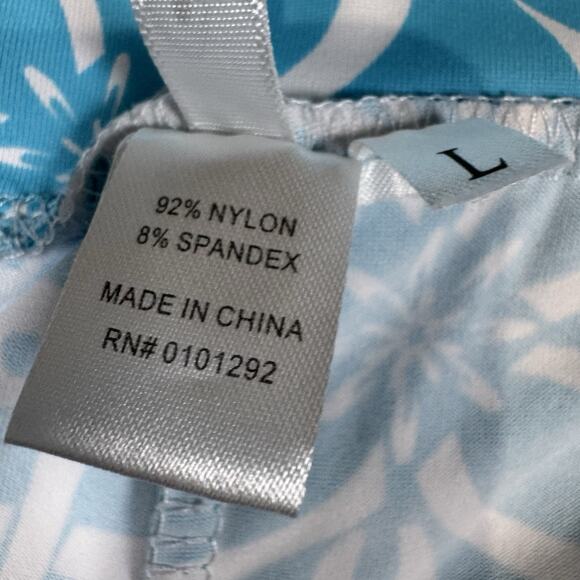 92% NYLON
8% SPANDEX
MADE IN CHINA
RN# 0101292
L